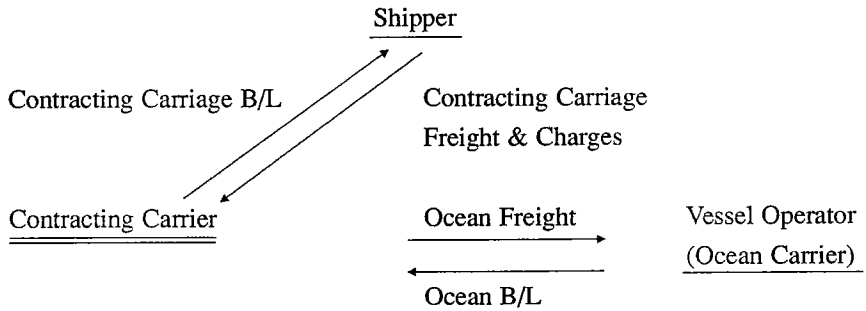 Shipper
Contracting Carriage B/L
Contracting Carriage
Freight & Charges
Contracting Carrier
Ocean Freight
Vessel Operator
(Ocean Carrier)
Ocean B/L